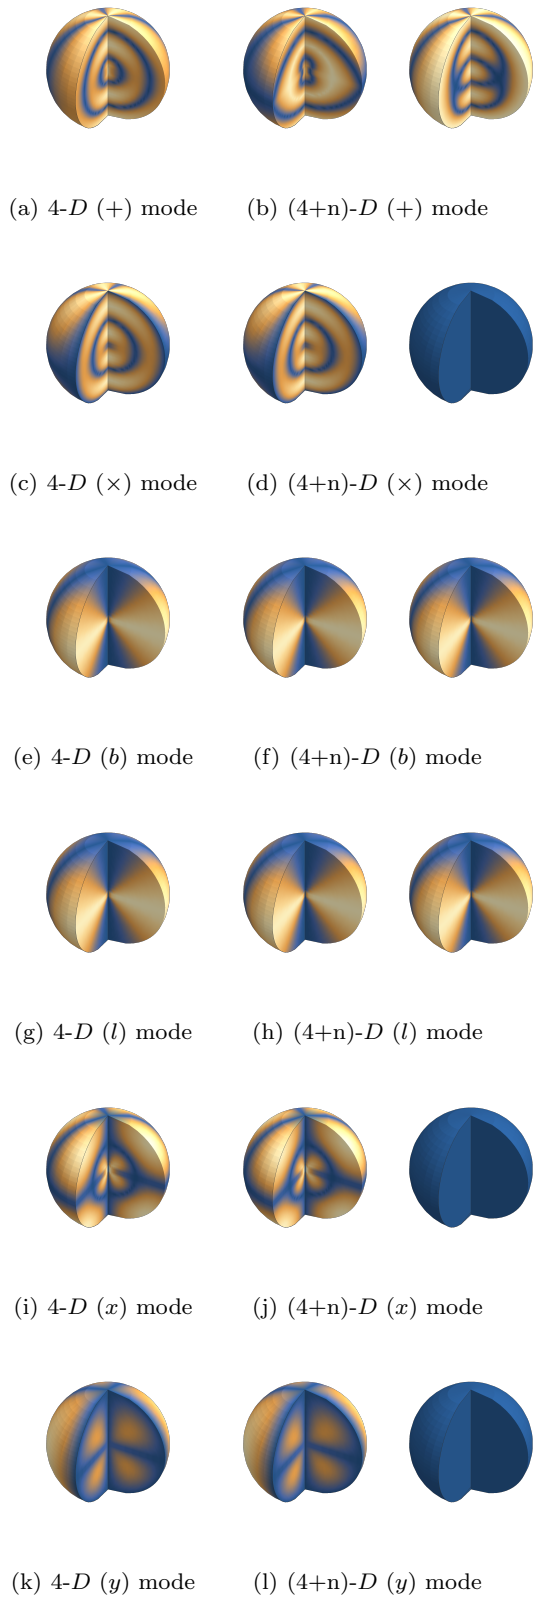 (a) 4-D (+) mode (b) (4+n)-D (+) mode
(c) 4-D (×) mode (d) (4+n)-D (×) mode
(e) 4-D (b) mode (f) (4+n)-D (b) mode
(g) 4-D (l) mode (h) (4+n)-D (l) mode
(i) 4-D (x) mode (j) (4+n)-D (x) mode
(k) 4-D (y) mode (l) (4+n)-D (y) mode